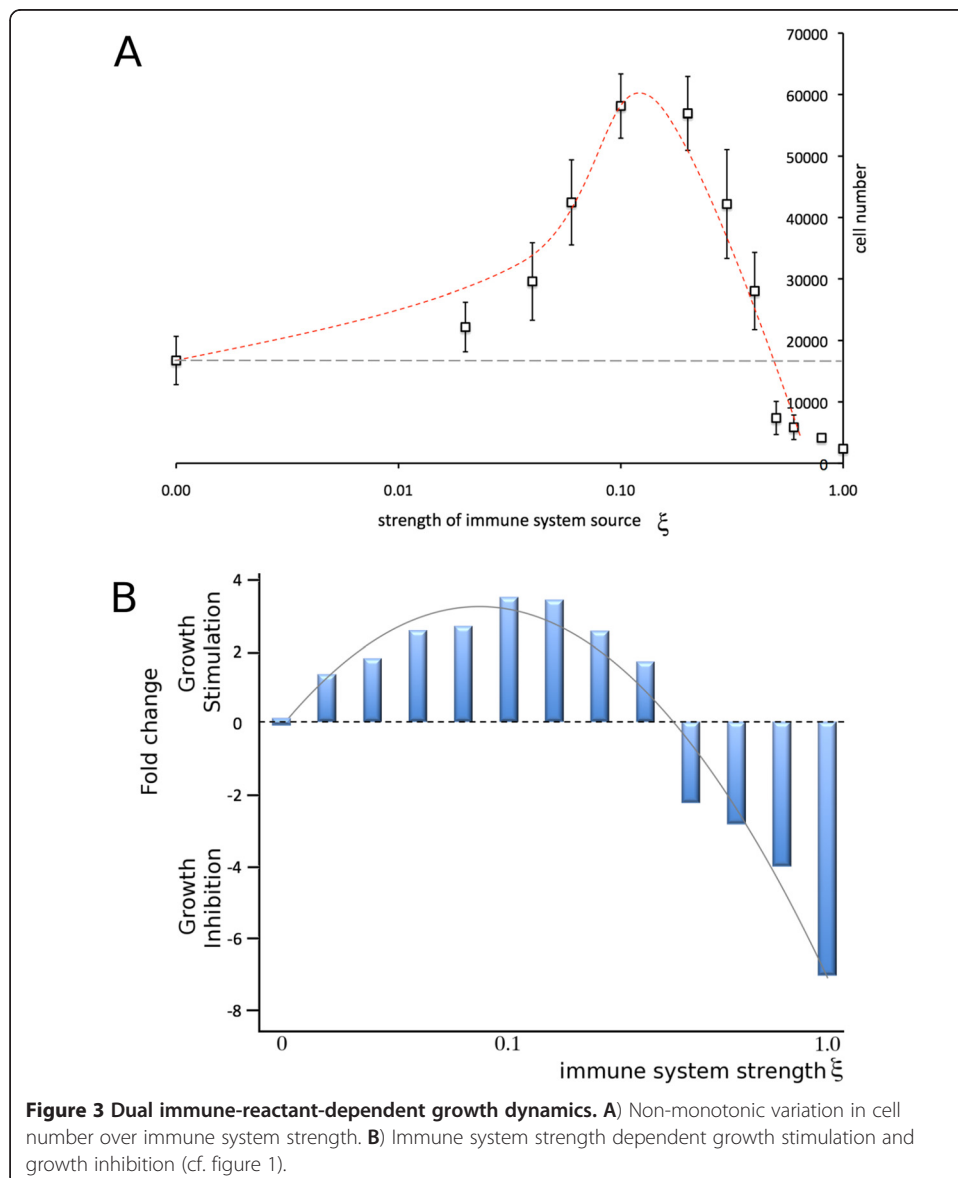 A
70000
60000
50000
40000
30000
20000
10000
0
cell number
0.00 0.01 0.10 1.00
strength of immune system source ξ
B
Fold change
Growth Stimulation
Growth Inhibition
4
2
0
-2
-4
-6
-8
0 0.1 1.0
immune system strength ξ
Figure 3 Dual immune-reactant-dependent growth dynamics. A) Non-monotonic variation in cell
number over immune system strength. B) Immune system strength dependent growth stimulation and
growth inhibition (cf. figure 1).